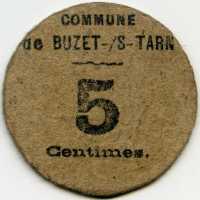 COMMUNE
de BUZET-/S-TARN
5
Centimes.